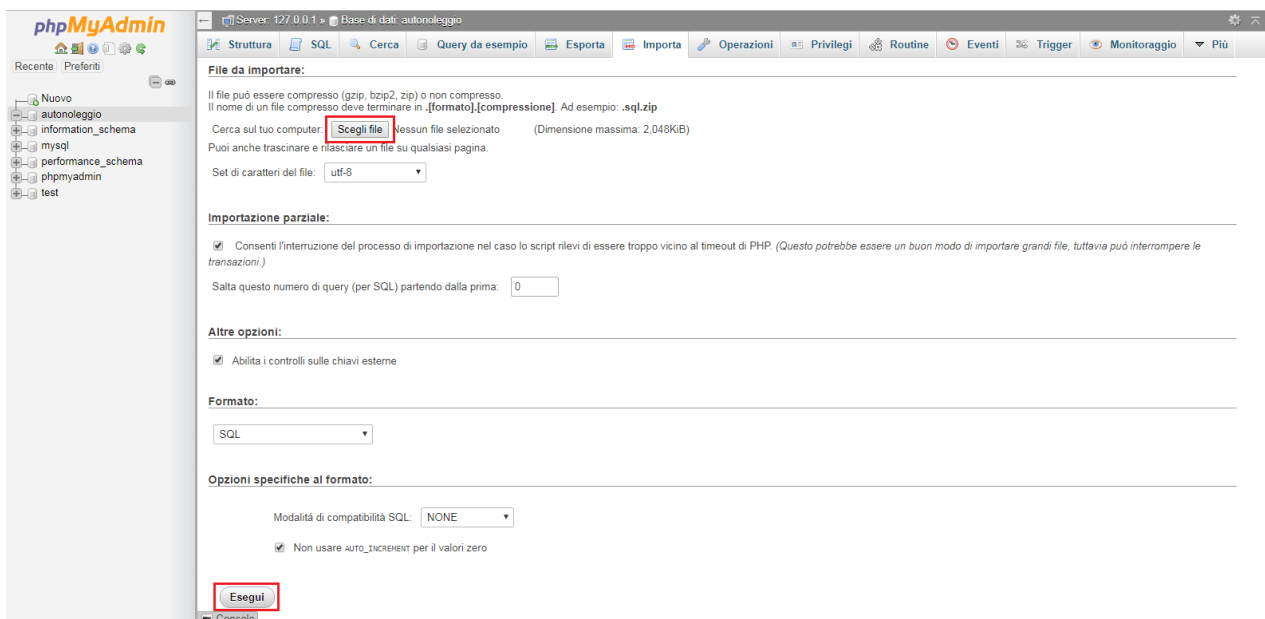 phpMyAdmin
Recente Preferiti
Nuovo
autonoleggio
information_schema
mysql
performance_schema
phpmyadmin
test
Server: 127.0.0.1 » Base di dati: autonoleggio
Struttura SQL Cerca Query da esempio Esporta Importa Operazioni Privilegi Routine Eventi Trigger Monitoraggio Più
File da importare:
Il file può essere compresso (gzip, bzip2, zip) o non compresso.
Il nome di un file compresso deve terminare in .[formato].[compressione]. Ad esempio: .sql.zip
Cerca sul tuo computer: Scegli file Nessun file selezionato (Dimensione massima: 2,048KiB)
Puoi anche trascinare e rilasciare un file su qualsiasi pagina.
Set di caratteri del file: utf-8
Importazione parziale:
Consenti l'interruzione del processo di importazione nel caso lo script rilevi di essere troppo vicino al timeout di PHP. (Questo potrebbe essere un buon modo di importare grandi file, tuttavia può interrompere le
transazioni.)
Salta questo numero di query (per SQL) partendo dalla prima: 0
Altre opzioni:
Abilita i controlli sulle chiavi esterne
Formato:
SQL
Opzioni specifiche al formato:
Modalitá di compatibilità SQL: NONE
Non usare AUTO_INCREMENT per il valori zero
Esegui
Console